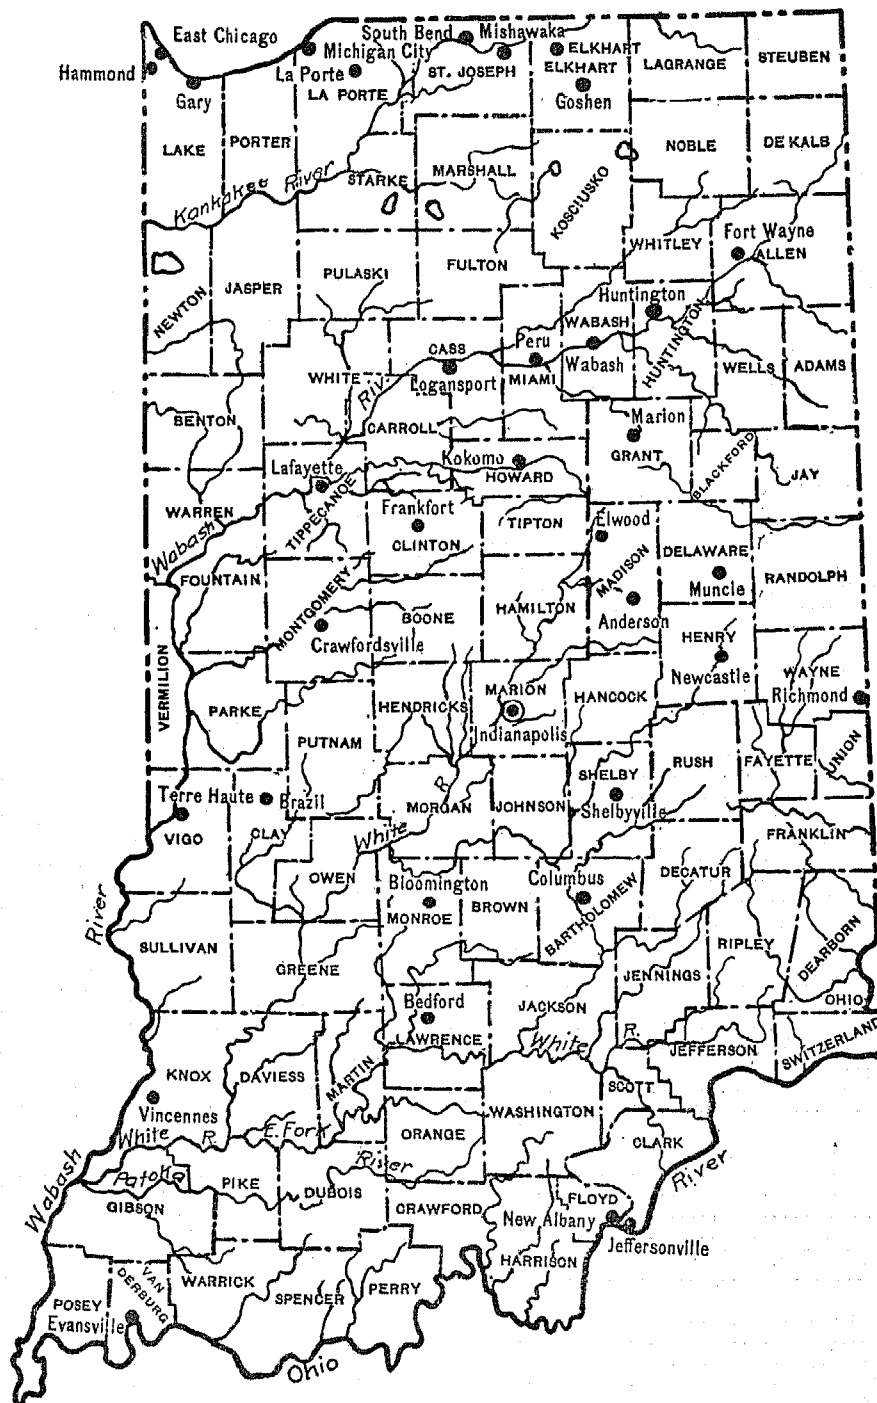 South Bend Mishawaka
East Chicago
Michigan City
ELKHART
Hammond
La Porte
ST. JOSEPH
ELKHART
LAGRANGE
STEUBEN
Gary
LA PORTE
Goshen
LAKE
PORTER
NOBLE
DE KALB
Kankakee River
STARKE
MARSHALL
KOSCIUSKO
WHITLEY
Fort Wayne
ALLEN
NEWTON
JASPER
PULASKI
FULTON
Huntington
HUNTINGTON
WABASH
Wabash
Peru
MIAMI
CASS
Logansport
WHITE
Riv.
WELLS
ADAMS
BENTON
CARROLL
Marion
GRANT
BLACKFORD
JAY
Lafayette
Kokomo
HOWARD
WARREN
Wabash
TIPPECANOE
Frankfort
CLINTON
TIPTON
Elwood
MADISON
DELAWARE
Muncie
RANDOLPH
FOUNTAIN
MONTGOMERY
Crawfordsville
BOONE
HAMILTON
Anderson
HENRY
Newcastle
WAYNE
Richmond
VERMILION
PARKE
PUTNAM
HENDRICKS
MARION
Indianapolis
HANCOCK
RUSH
FAYETTE
UNION
SHELBY
Shelbyville
Terre Haute
VIGO
Brazil
CLAY
MORGAN
R.
JOHNSON
White
OWEN
FRANKLIN
DECATUR
Bloomington
MONROE
BROWN
Columbus
BARTHOLOMEW
River
SULLIVAN
GREENE
JENNINGS
RIPLEY
DEARBORN
OHIO
Bedford
LAWRENCE
JACKSON
White R.
JEFFERSON
SWITZERLAND
KNOX
Vincennes
DAVIESS
MARTIN
SCOTT
WASHINGTON
ORANGE
CLARK
White R.
E. Fork
Wabash
Patoka
River
PIKE
DUBOIS
CRAWFORD
River
GIBSON
FLOYD
New Albany
Jeffersonville
HARRISON
POSEY
Evansville
VAN
DERBURG
WARRICK
SPENCER
PERRY
Ohio